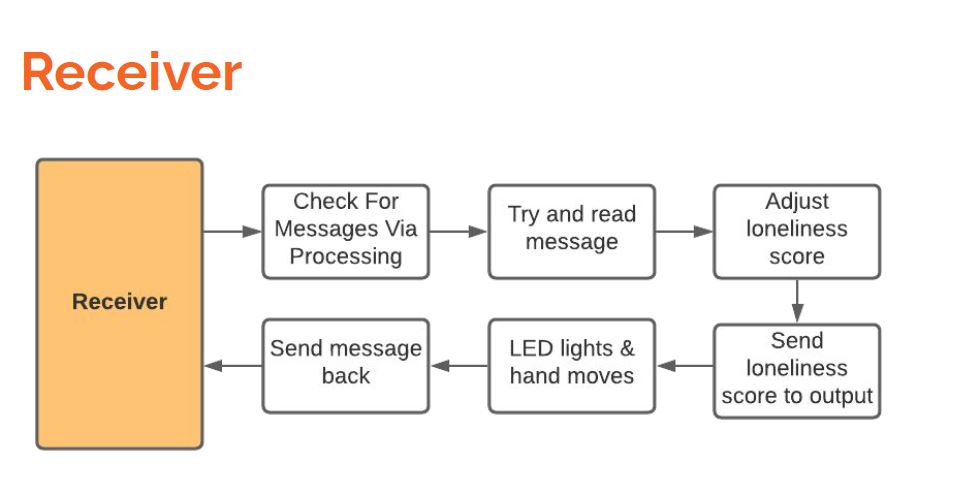 Receiver
Receiver
Check For
Messages Via
Processing
Try and read
message
Adjust
loneliness
score
Send
loneliness
score to output
LED lights &
hand moves
Send message
back